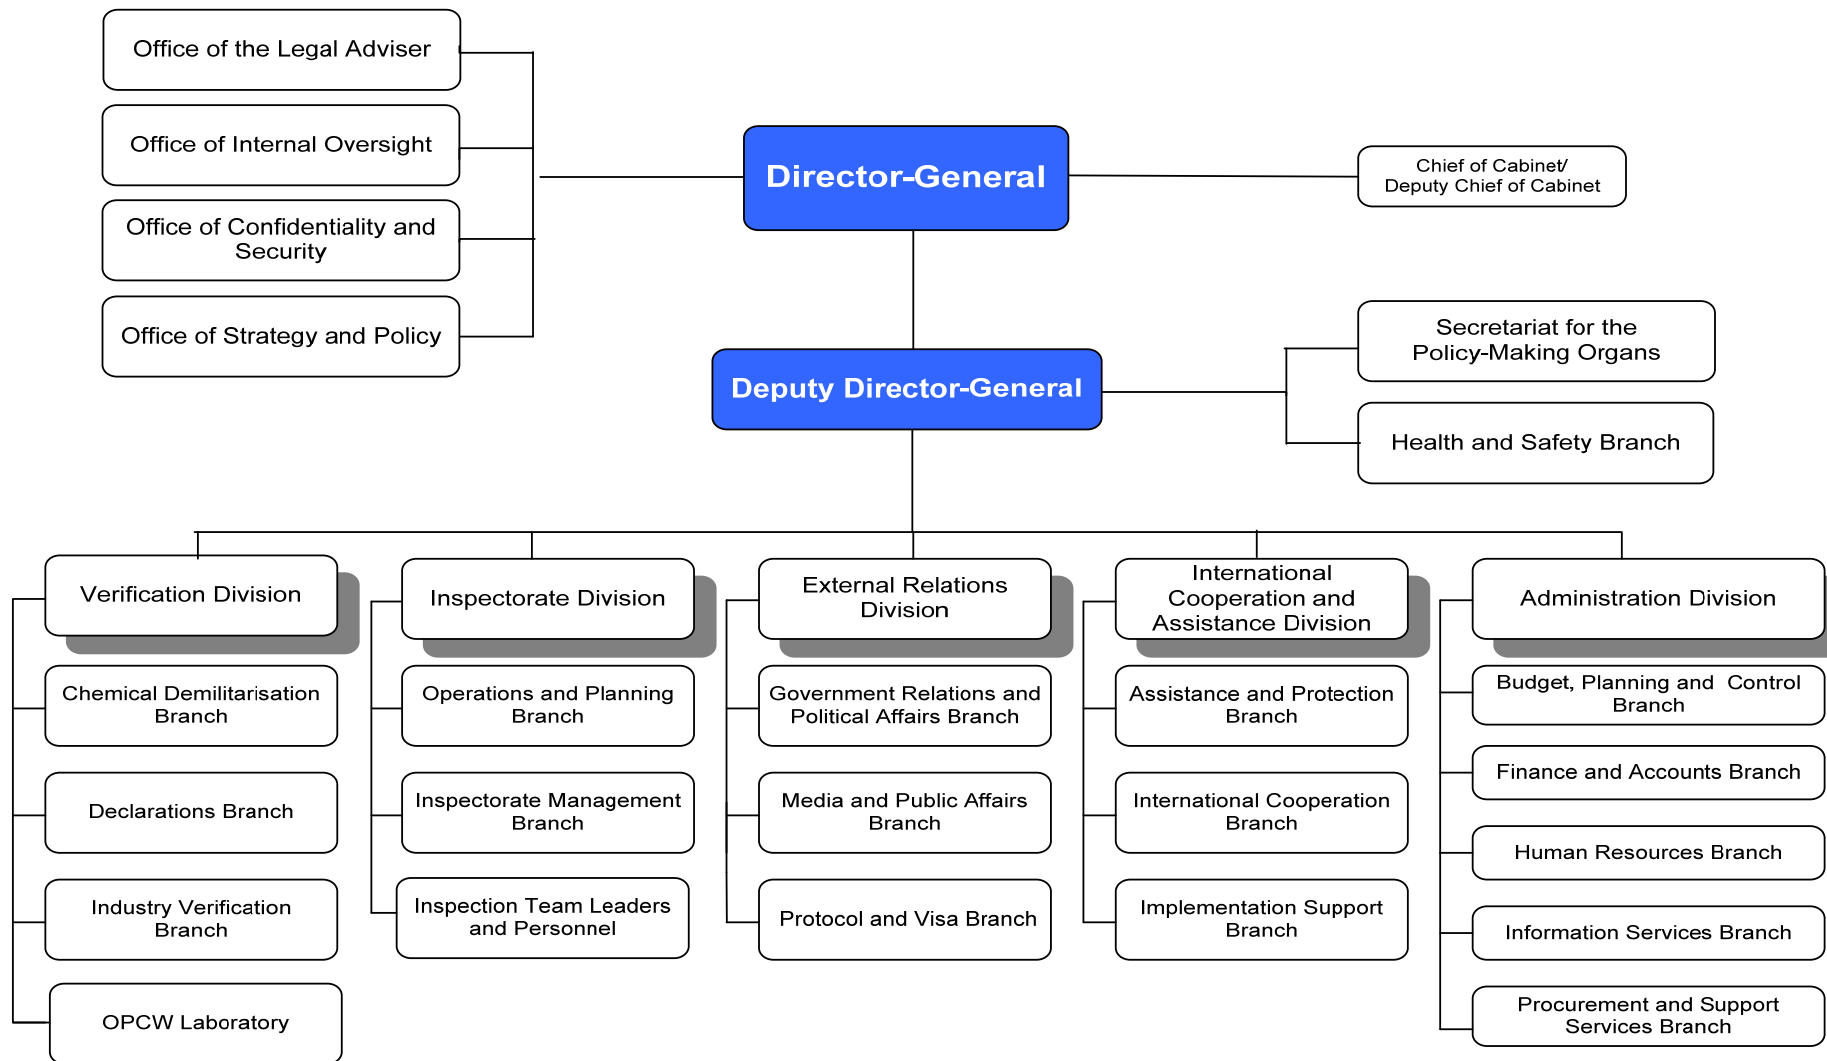 Office of the Legal Adviser
Office of Internal Oversight
Office of Confidentiality and
Security
Office of Strategy and Policy
Director-General
Chief of Cabinet/
Deputy Chief of Cabinet
Deputy Director-General
Secretariat for the
Policy-Making Organs
Health and Safety Branch
Verification Division
Chemical Demilitarisation
Branch
Declarations Branch
Industry Verification
Branch
OPCW Laboratory
Inspectorate Division
Operations and Planning
Branch
Inspectorate Management
Branch
Inspection Team Leaders
and Personnel
External Relations
Division
Government Relations and
Political Affairs Branch
Media and Public Affairs
Branch
Protocol and Visa Branch
International
Cooperation and
Assistance Division
Assistance and Protection
Branch
International Cooperation
Branch
Implementation Support
Branch
Administration Division
Budget, Planning and Control
Branch
Finance and Accounts Branch
Human Resources Branch
Information Services Branch
Procurement and Support
Services Branch